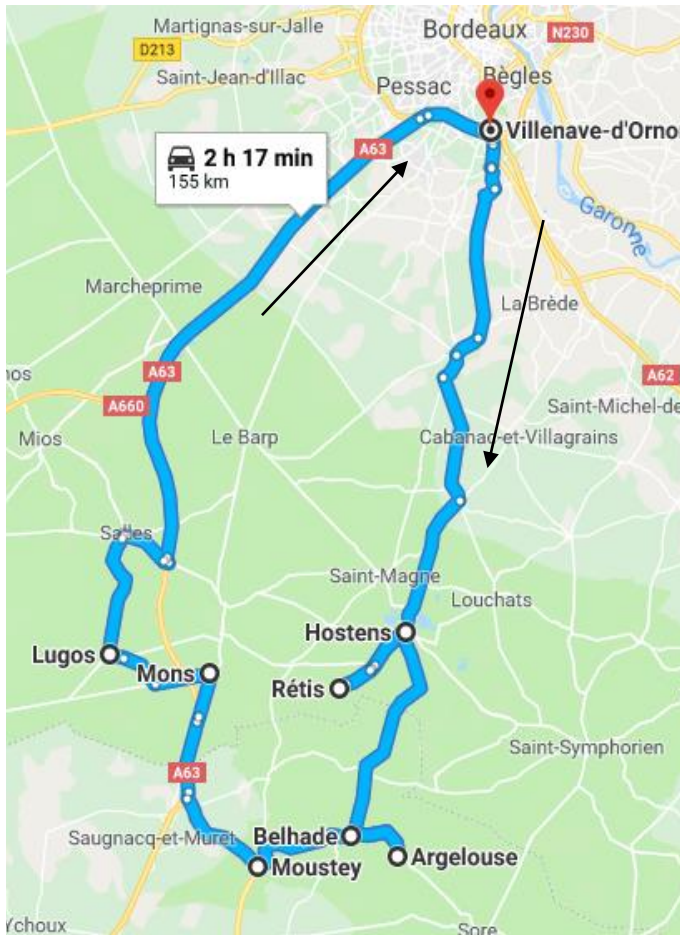 Martignas-sur-Jalle
Bordeaux
N230
D213
Saint-Jean-d'Illac
Pessac
Bègles
Villenave-d'Ornon
A63
2 h 17 min
155 km
Garonne
Marcheprime
La Brède
A63
A62
A660
Saint-Michel-de
Mios
Le Barp
Cabanac-et-Villagrains
Salles
Saint-Magne
Louchats
Hostens
Lugos
Mons
Rétis
Saint-Symphorien
A63
Saugnacq-et-Muret
Belhade
Argelouse
Moustey
Ychoux
Sore